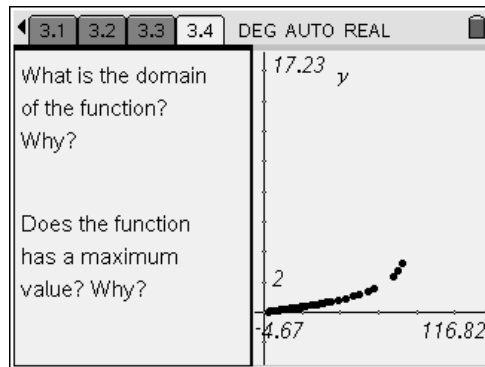 3.1 3.2 3.3 3.4 DEG AUTO REAL
What is the domain
of the function?
Why?
Does the function
has a maximum
value? Why?
17.23 y
2
-4.67 116.82